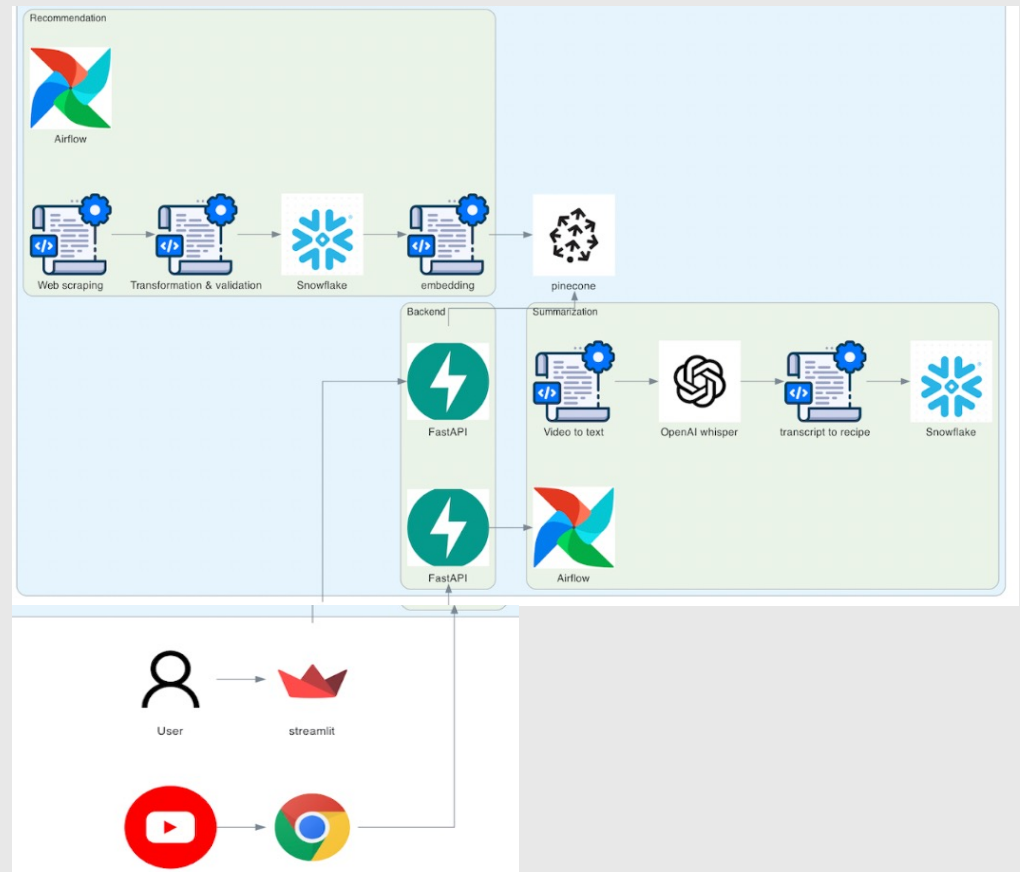 Recommendation
Airflow
Web scraping
Transformation & validation
Snowflake
embedding
pinecone
Backend
Summarization
FastAPI
Video to text
OpenAI whisper
transcript to recipe
Snowflake
FastAPI
Airflow
User
streamlit